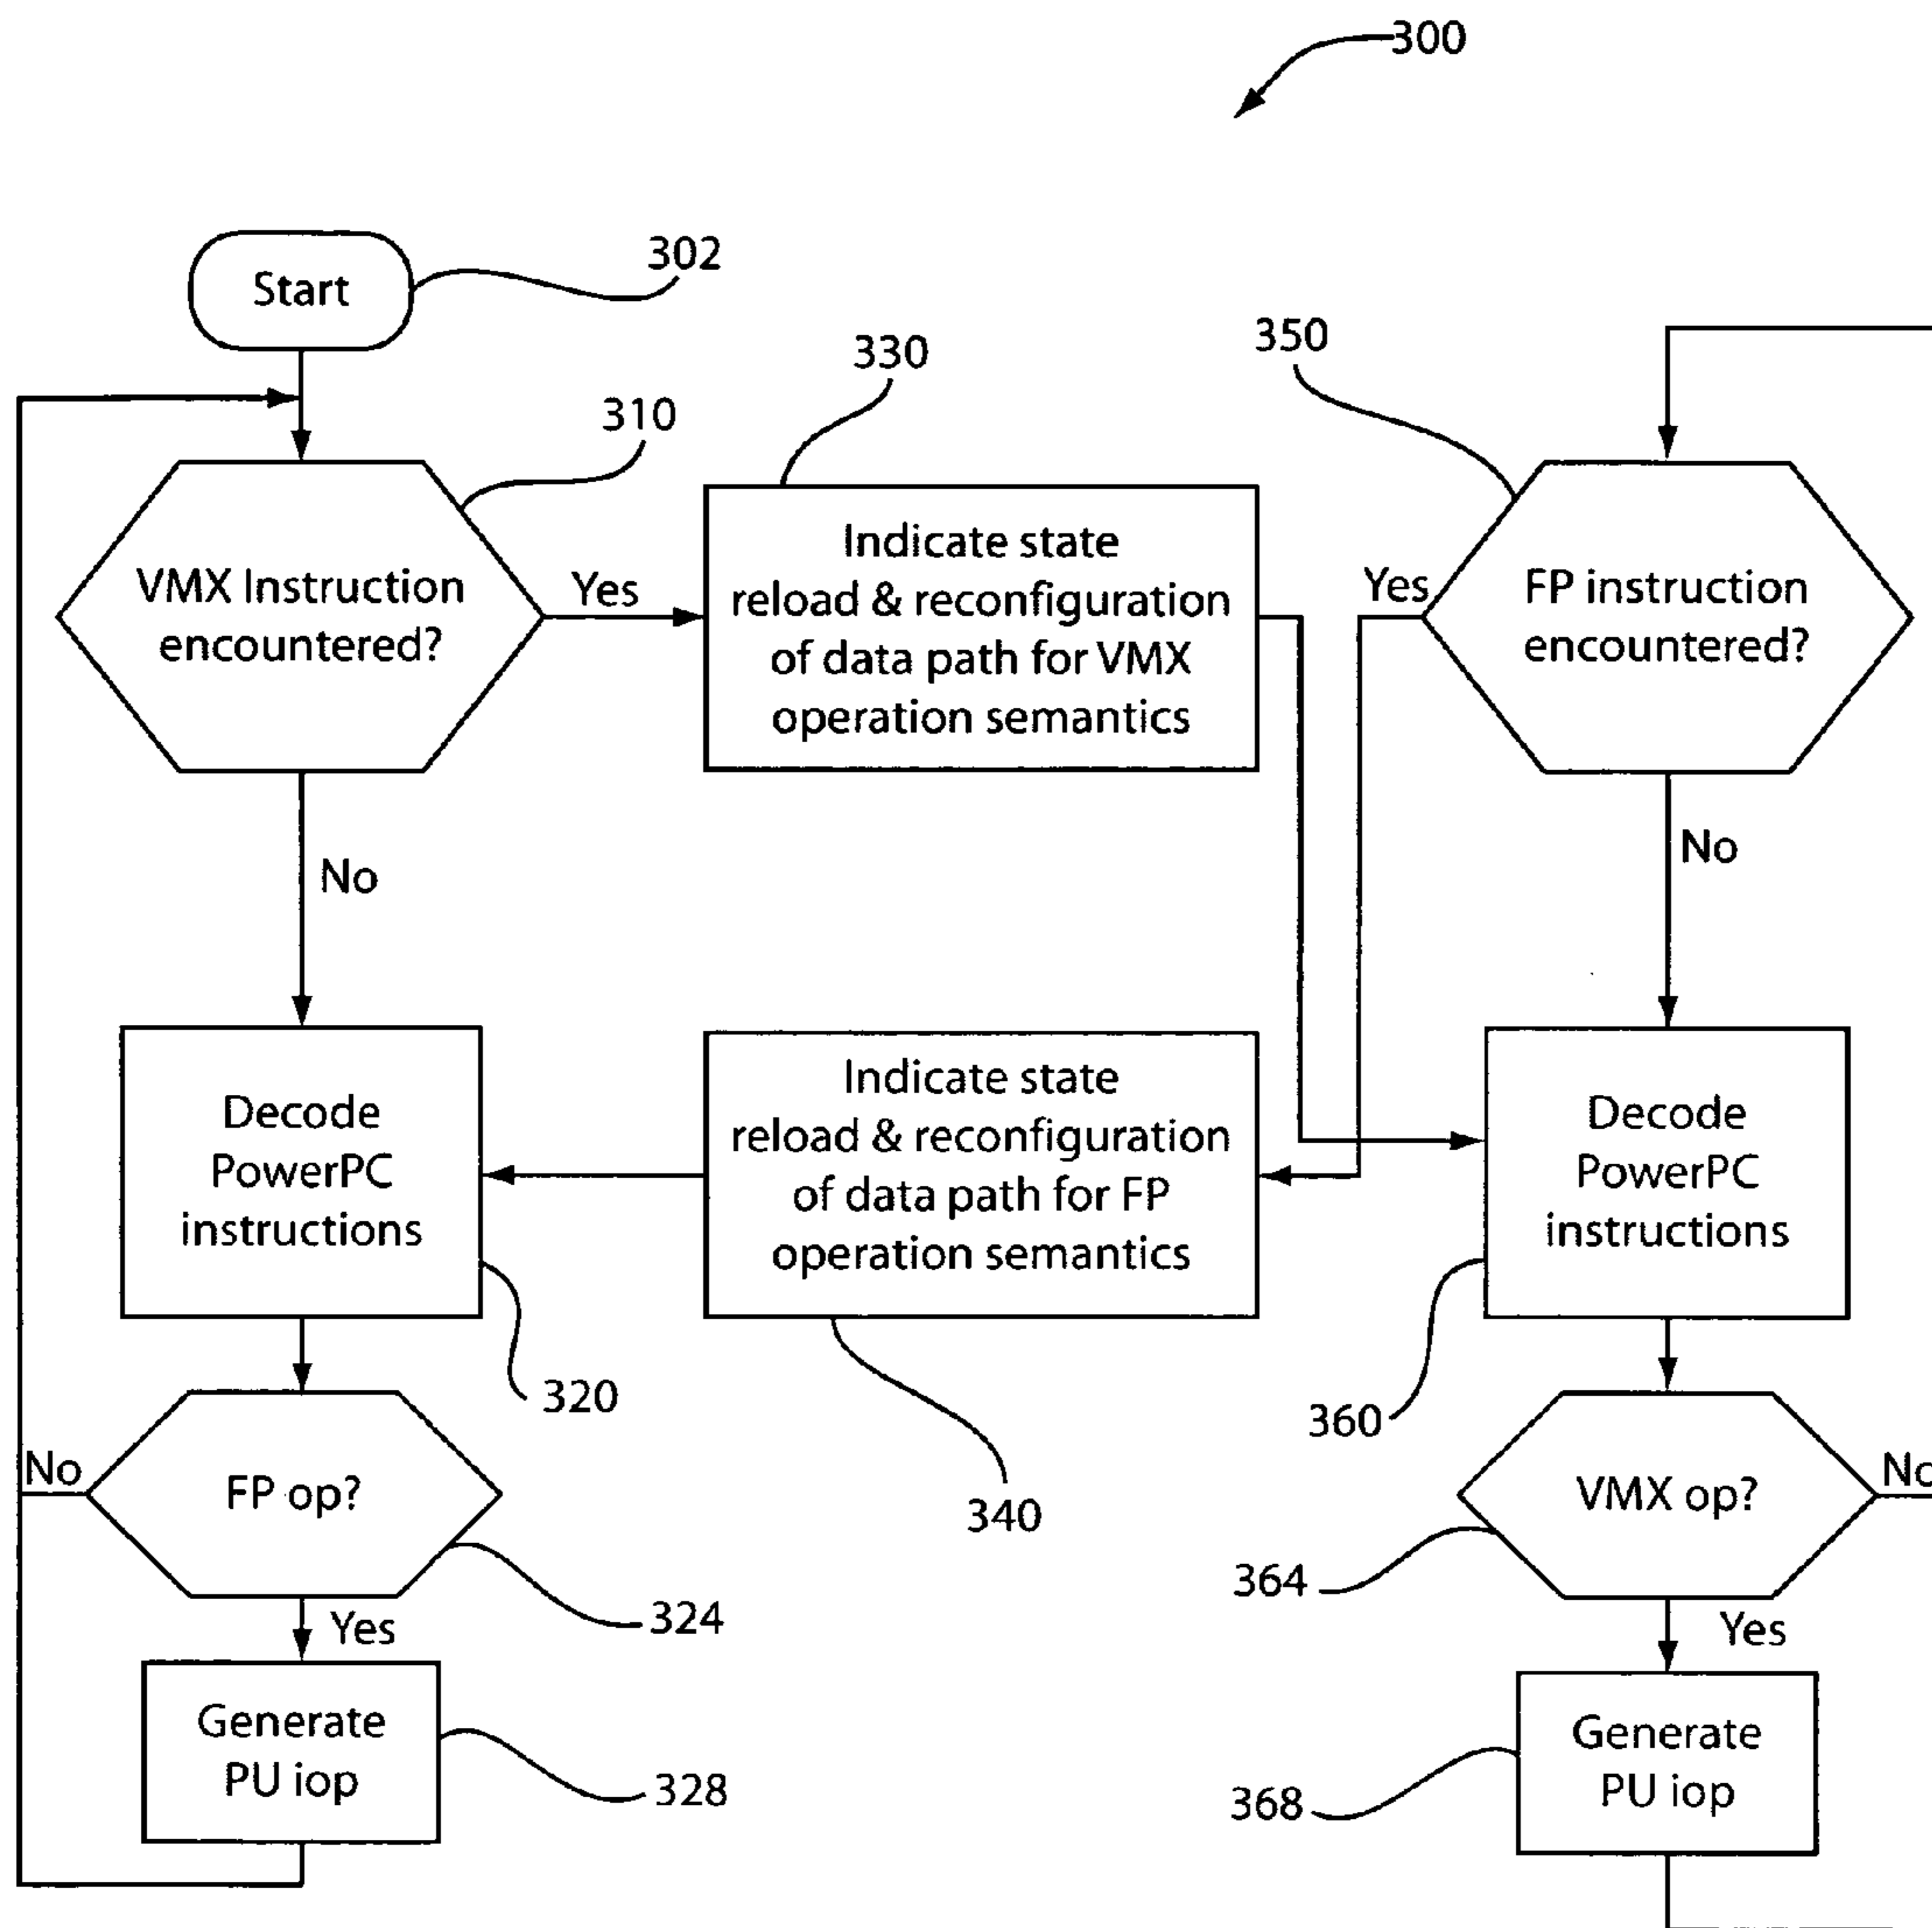 300
Start
302
330
350
310
VMX Instruction
encountered?
Yes
Indicate state
reload & reconfiguration
of data path for VMX
operation semantics
Yes
FP instruction
encountered?
No
No
Decode
PowerPC
instructions
320
Indicate state
reload & reconfiguration
of data path for FP
operation semantics
340
Decode
PowerPC
instructions
360
No
FP op?
324
VMX op?
No
364
Yes
Yes
Generate
PU iop
328
Generate
PU iop
368